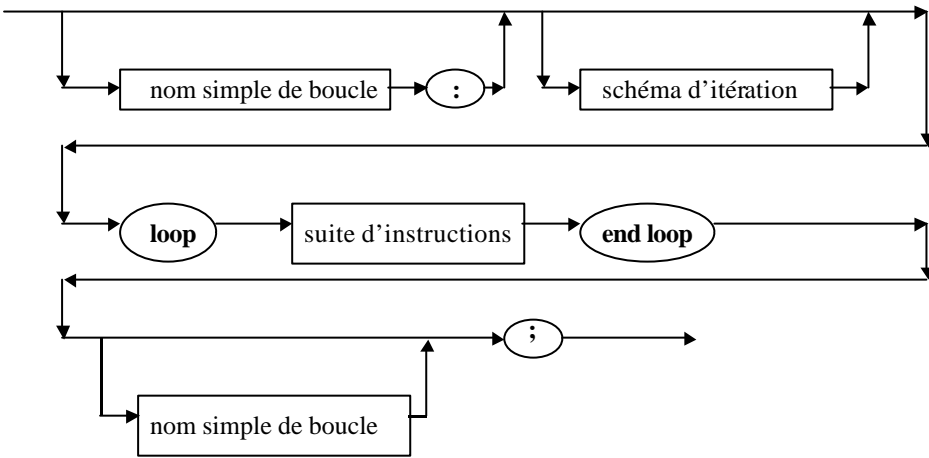 nom simple de boucle : schéma d'itération
loop suite d'instructions end loop
;
nom simple de boucle